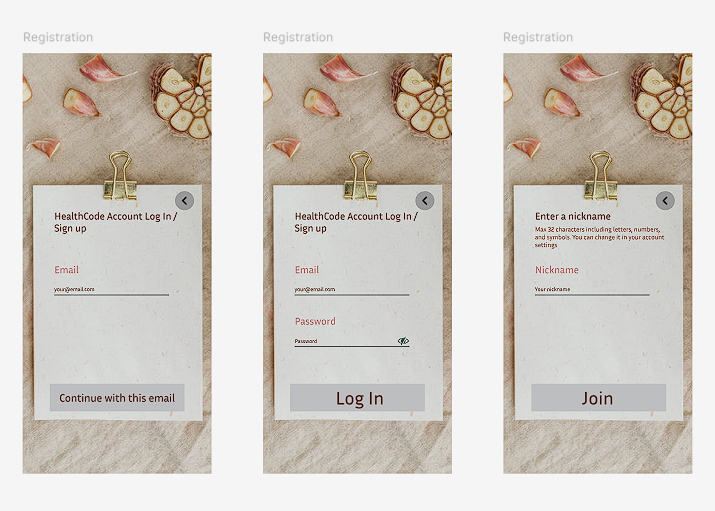 Registration
HealthCode Account Log In /
Sign up
Email
your@email.com
Continue with this email
Registration
HealthCode Account Log In /
Sign up
Email
your@email.com
Password
Password
Log In
Registration
Enter a nickname
Max 32 characters including letters, numbers,
and symbols. You can change it in your account
settings
Nickname
Your nickname
Join